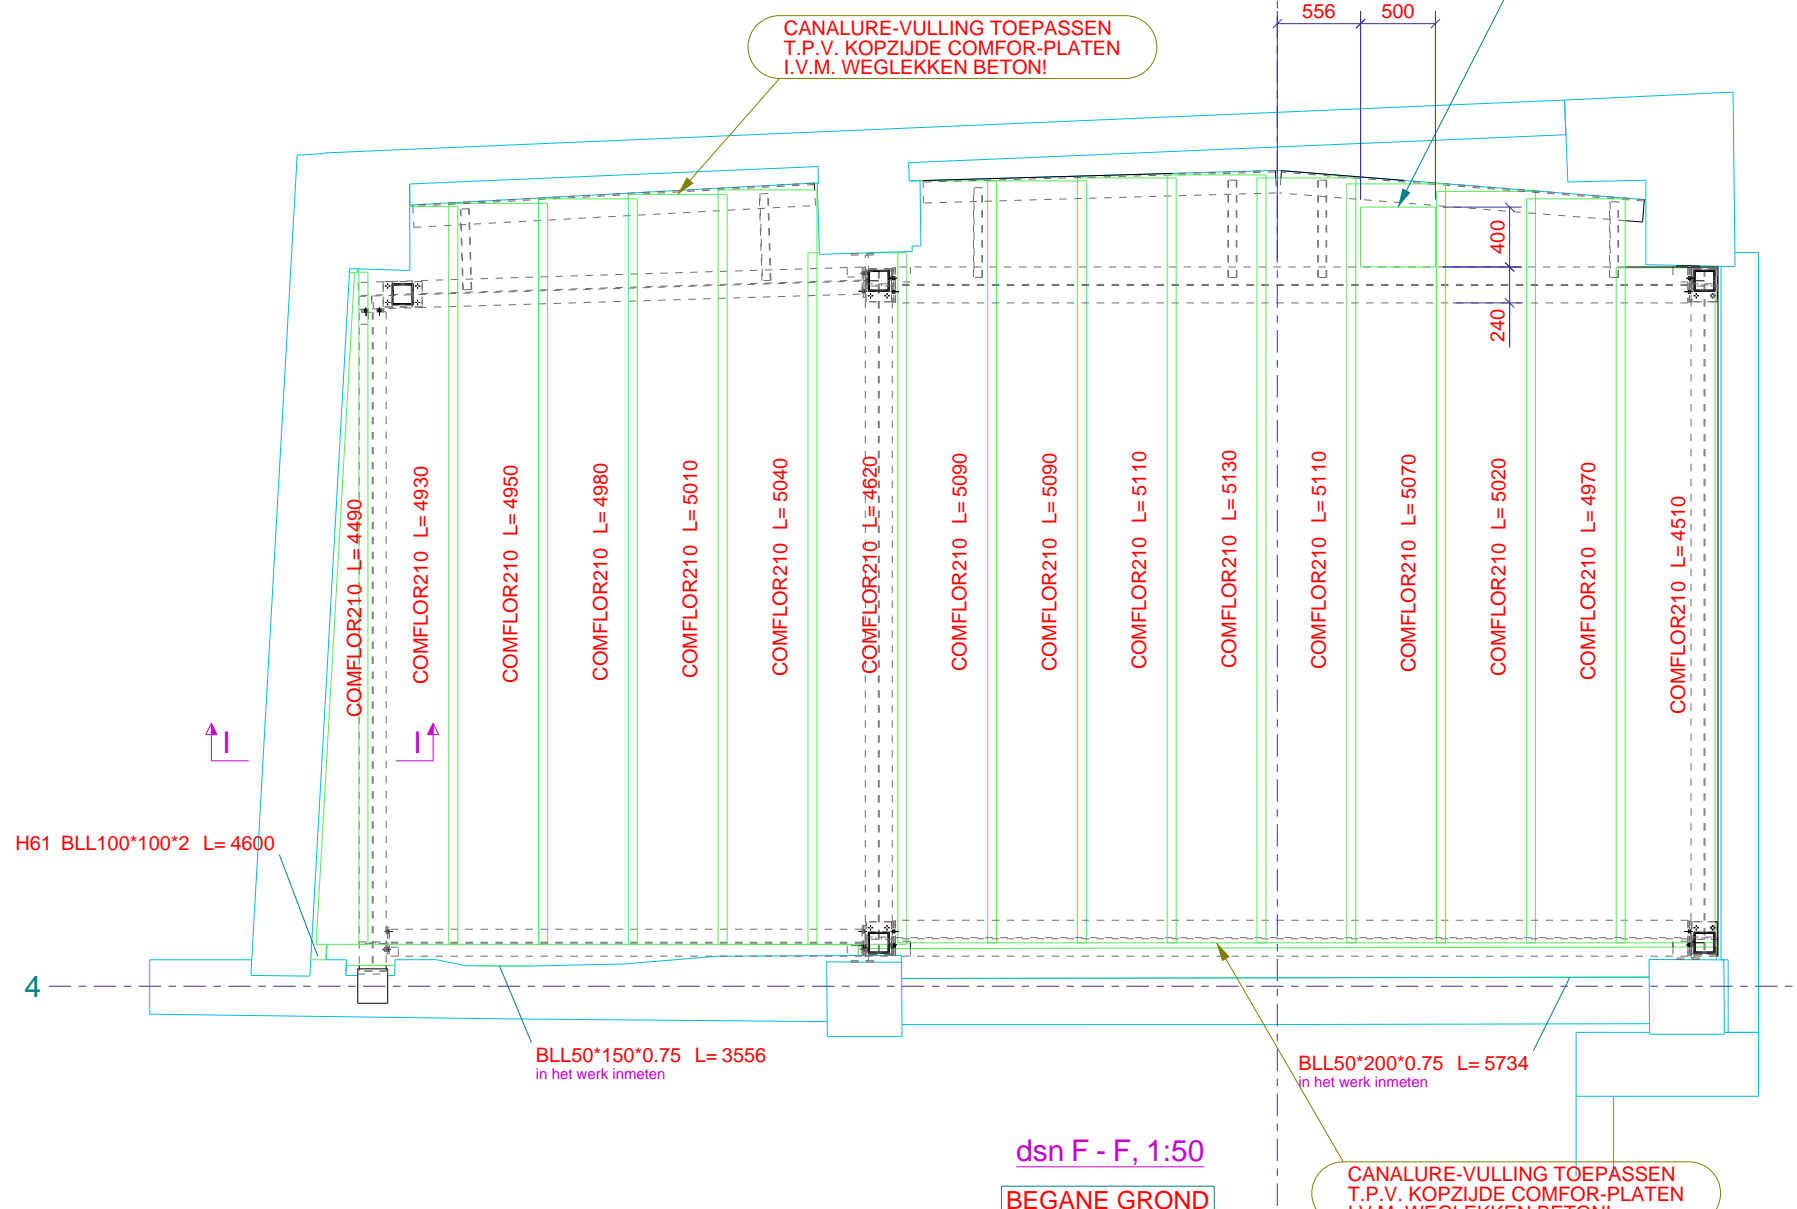 556
500
CANALURE-VULLING TOEPASSEN
T.P.V. KOPZIJDE COMFOR-PLATEN
I.V.M. WEGLEKKEN BETON!
400
240
COMFLOR210 L= 4490
COMFLOR210 L= 4930
COMFLOR210 L= 4950
COMFLOR210 L= 4980
COMFLOR210 L= 5010
COMFLOR210 L= 5040
COMFLOR210 L= 4620
COMFLOR210 L= 5090
COMFLOR210 L= 5090
COMFLOR210 L= 5110
COMFLOR210 L= 5130
COMFLOR210 L= 5110
COMFLOR210 L= 5070
COMFLOR210 L= 5020
COMFLOR210 L= 4970
COMFLOR210 L= 4510
I
I
H61 BLL100*100*2 L= 4600
4
BLL50*150*0.75 L= 3556
in het werk inmeten
BLL50*200*0.75 L= 5734
in het werk inmeten
dsn F - F, 1:50
BEGANE GROND
CANALURE-VULLING TOEPASSEN
T.P.V. KOPZIJDE COMFOR-PLATEN
I.V.M. WEGLEKKEN BETON!